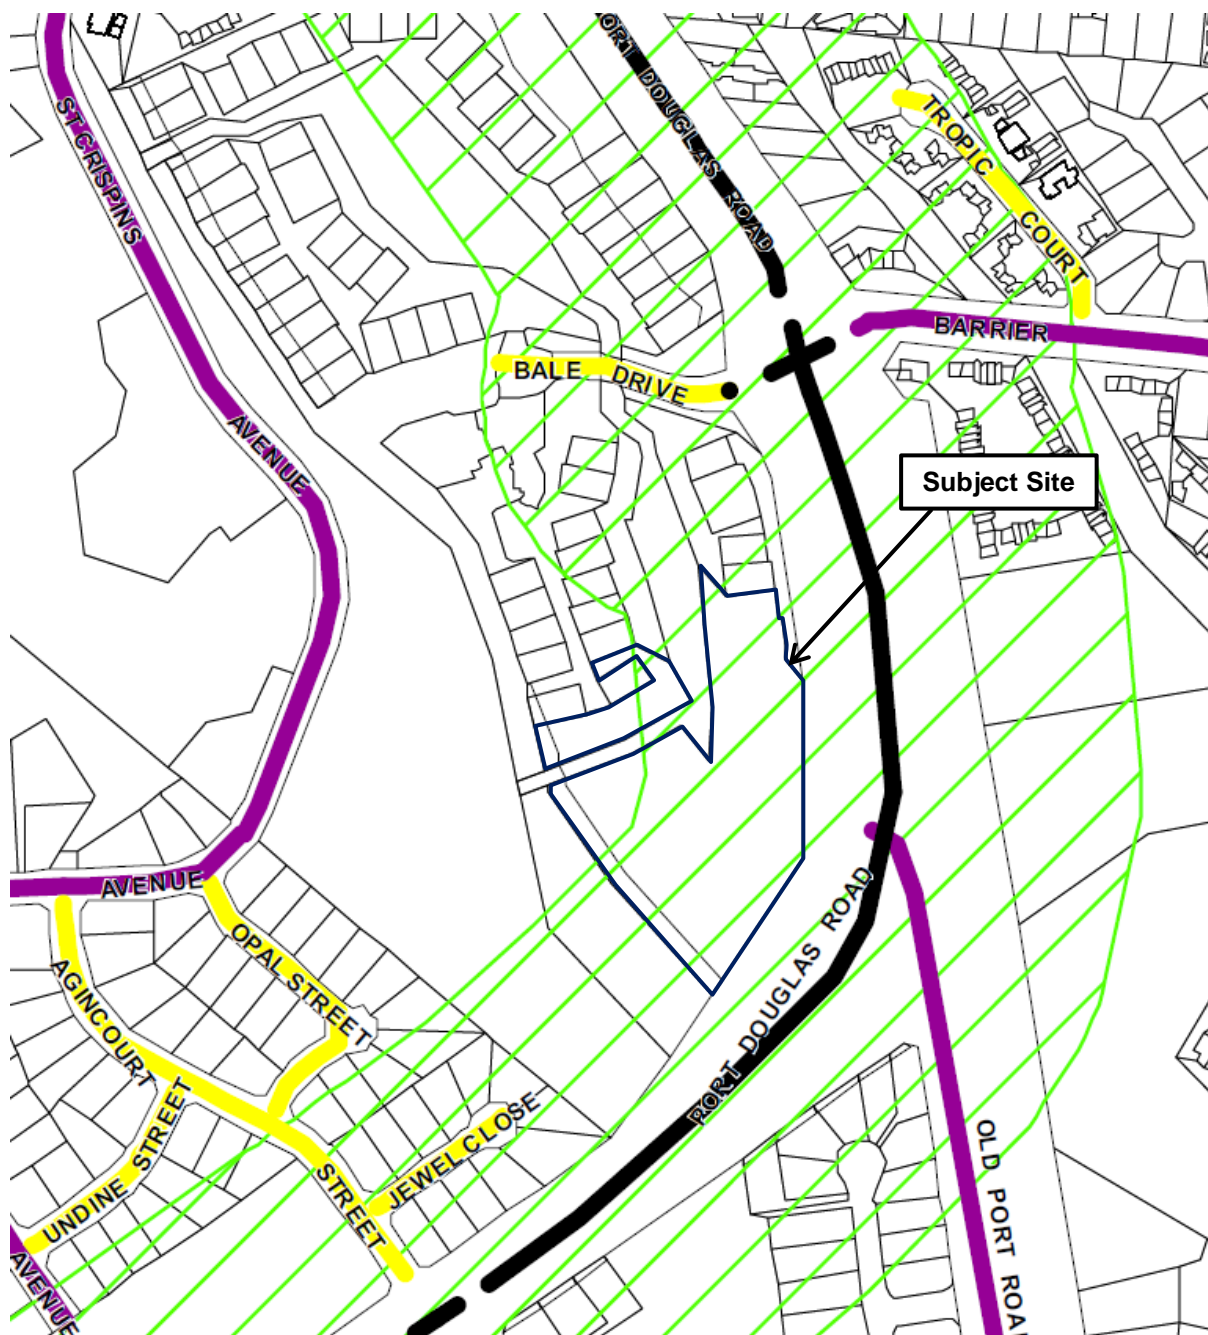 PORT DOUGLAS ROAD
TROPIC COURT
ST CRISPINS
BARRIER
BALE DRIVE
AVENUE
Subject Site
AVENUE
OPAL STREET
PORT DOUGLAS ROAD
AGINCOURT
STREET
JEWEL CLOSE
UNDINE STREET
OLD PORT ROAD
AVENUE